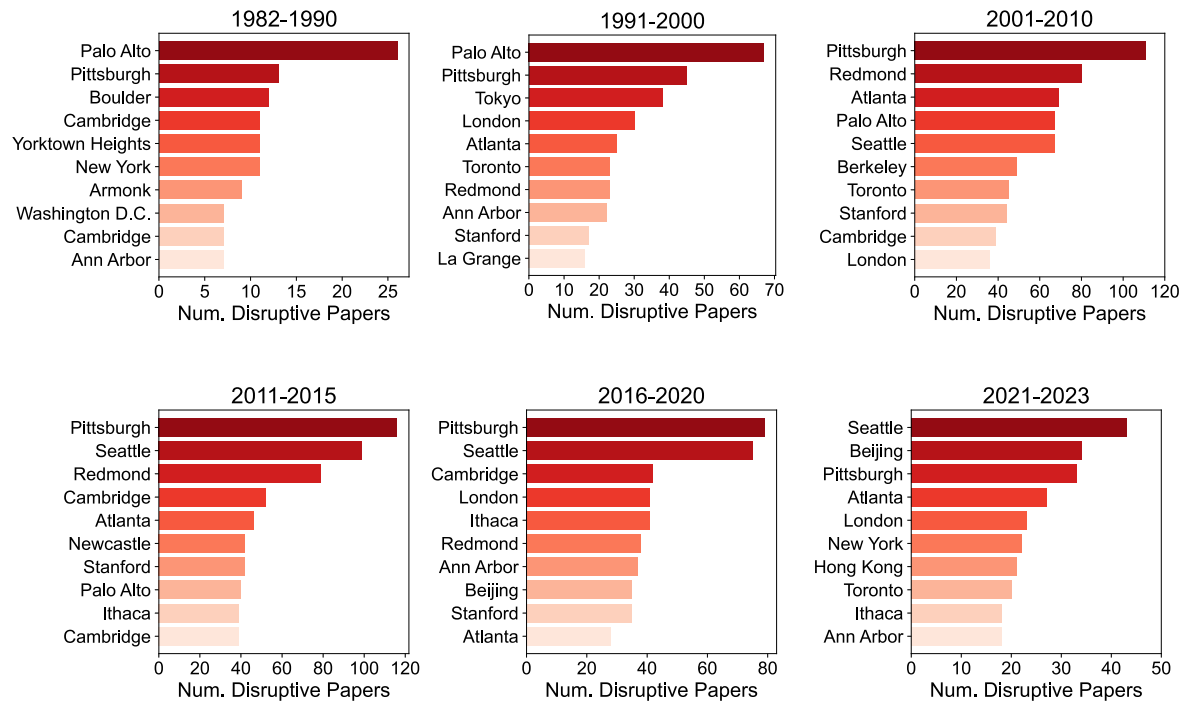 1982-1990
Palo Alto
Pittsburgh
Boulder
Cambridge
Yorktown Heights
New York
Armonk
Washington D.C.
Cambridge
Ann Arbor
0 5 10 15 20 25
Num. Disruptive Papers
1991-2000
Palo Alto
Pittsburgh
Tokyo
London
Atlanta
Toronto
Redmond
Ann Arbor
Stanford
La Grange
0 10 20 30 40 50 60 70
Num. Disruptive Papers
2001-2010
Pittsburgh
Redmond
Atlanta
Palo Alto
Seattle
Berkeley
Toronto
Stanford
Cambridge
London
0 20 40 60 80 100 120
Num. Disruptive Papers
2011-2015
Pittsburgh
Seattle
Redmond
Cambridge
Atlanta
Newcastle
Stanford
Palo Alto
Ithaca
Cambridge
0 20 40 60 80 100 120
Num. Disruptive Papers
2016-2020
Pittsburgh
Seattle
Cambridge
London
Ithaca
Redmond
Ann Arbor
Beijing
Stanford
Atlanta
0 20 40 60 80
Num. Disruptive Papers
2021-2023
Seattle
Beijing
Pittsburgh
Atlanta
London
New York
Hong Kong
Toronto
Ithaca
Ann Arbor
0 10 20 30 40 50
Num. Disruptive Papers